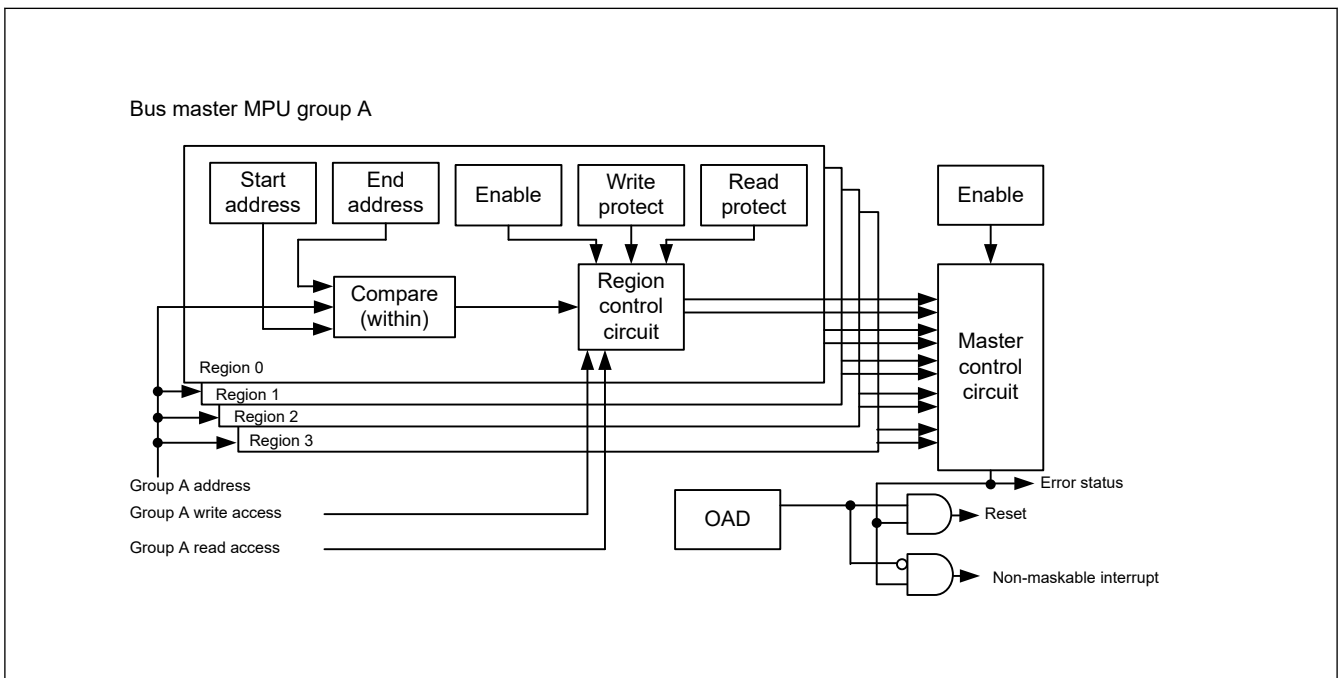 Bus master MPU group A
Start
address
End
address
Enable
Write
protect
Read
protect
Enable
Compare
(within)
Region
control
circuit
Master
control
circuit
Region 0
Region 1
Region 2
Region 3
Group A address
Group A write access
Group A read access
OAD
Error status
Reset
Non-maskable interrupt